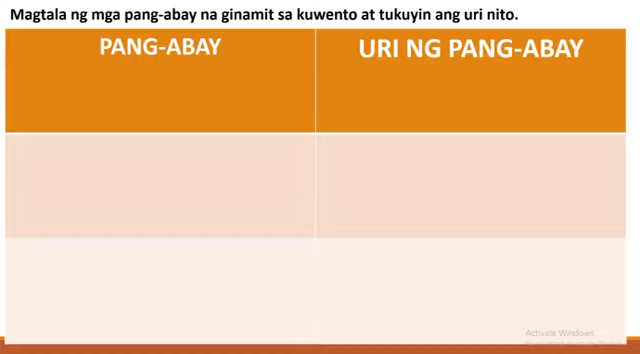 Magtala ng mga pang-abay na ginamit sa kuwento at tukuyin ang uri nito.
PANG-ABAY
URI NG PANG-ABAY
Activate Windows